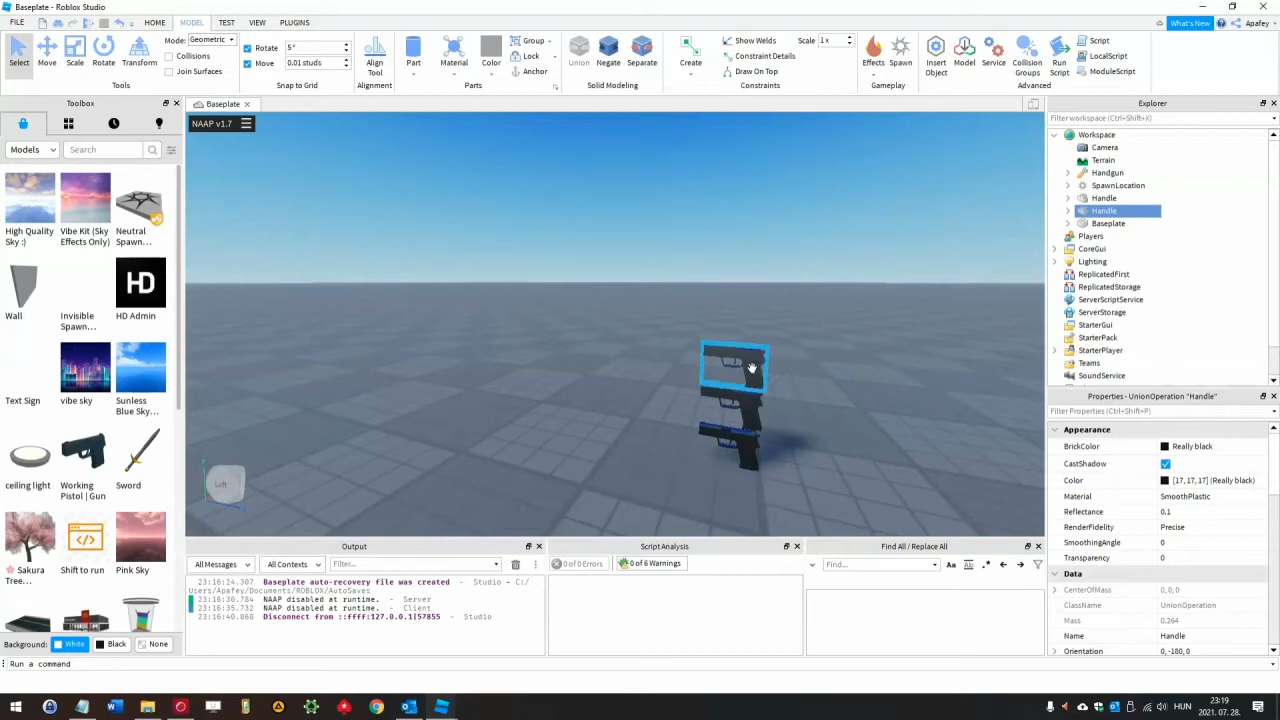 Baseplate - Roblox Studio
FILE HOME MODEL TEST VIEW PLUGINS What's New Apafey
Select Move Scale Rotate Transform
Mode: Geometric
Collisions
Join Surfaces
Tools
Rotate 5°
Move 0.01 studs
Snap to Grid
Align Tool
Alignment
Part Material Color
Group
Lock
Anchor
Parts
Union Negate Separate
Solid Modeling
Create
Show Welds Scale 1 x
Constraint Details
Draw On Top
Constraints
Effects Spawn
Gameplay
Insert Object Model Service Collision Groups Run Script
Script
LocalScript
ModuleScript
Advanced
Toolbox
Models Search
High Quality Sky :)
Vibe Kit (Sky Effects Only)
Neutral Spawn...
Wall
Invisible Spawn...
HD
HD Admin
Text Sign
vibe sky
Sunless Blue Sky...
ceiling light
Working Pistol | Gun
Sword
Sakura Tree...
Shift to run
Pink Sky
Background: White Black None
Baseplate
NAAP v1.7
Left
Explorer
Filter workspace (Ctrl+Shift+X)
Workspace
Camera
Terrain
Handgun
SpawnLocation
Handle
Handle
Baseplate
Players
CoreGui
Lighting
ReplicatedFirst
ReplicatedStorage
ServerScriptService
ServerStorage
StarterGui
StarterPack
StarterPlayer
Teams
SoundService
Properties - UnionOperation "Handle"
Filter Properties (Ctrl+Shift+P)
Appearance
BrickColor Really black
CastShadow
Color [17, 17, 17] (Really black)
Material SmoothPlastic
Reflectance 0.1
RenderFidelity Precise
SmoothingAngle 0
Transparency 0
Data
CenterOfMass 0, 0, 0
ClassName UnionOperation
Mass 0.264
Name Handle
Orientation 0, -180, 0
Output
All Messages All Contexts Filter...
23:16:24.307 Baseplate auto-recovery file was created - Studio - C:/
Users/Apafey/Documents/ROBLOX/AutoSaves
23:16:30.784 NAAP disabled at runtime. - Server
23:16:35.732 NAAP disabled at runtime. - Client
23:16:40.868 Disconnect from ::ffff:127.0.0.1|57855 - Studio
Script Analysis
0 of 0 Errors 0 of 6 Warnings
Find All / Replace All
Find... Aa ab .*
Run a command
HUN
23:19
2021. 07. 28.